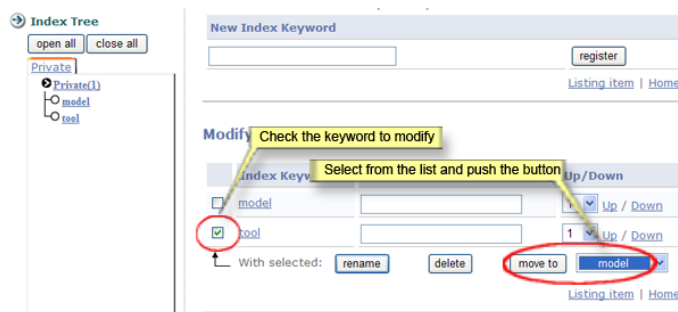 Index Tree
open all close all
Private
Private(1)
model
tool
New Index Keyword
register
Listing item | Home
Modify
Check the keyword to modify
Select from the list and push the button
Index Keyw Up/Down
model Up / Down
tool 1 Up / Down
With selected: rename delete move to model
Listing item | Home